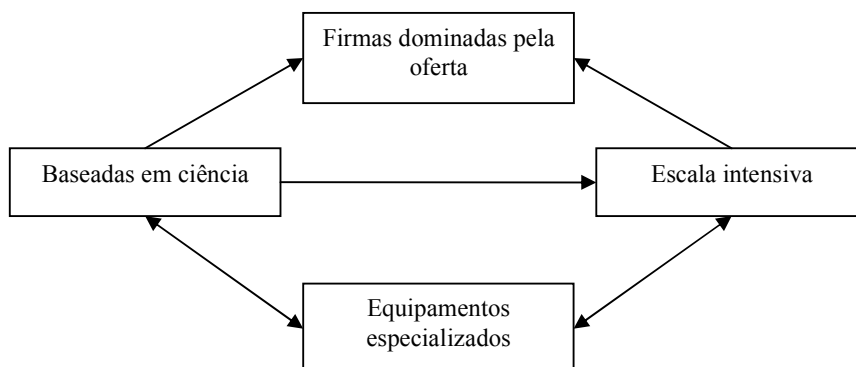 Firmas dominadas pela
oferta
Baseadas em ciência
Escala intensiva
Equipamentos
especializados